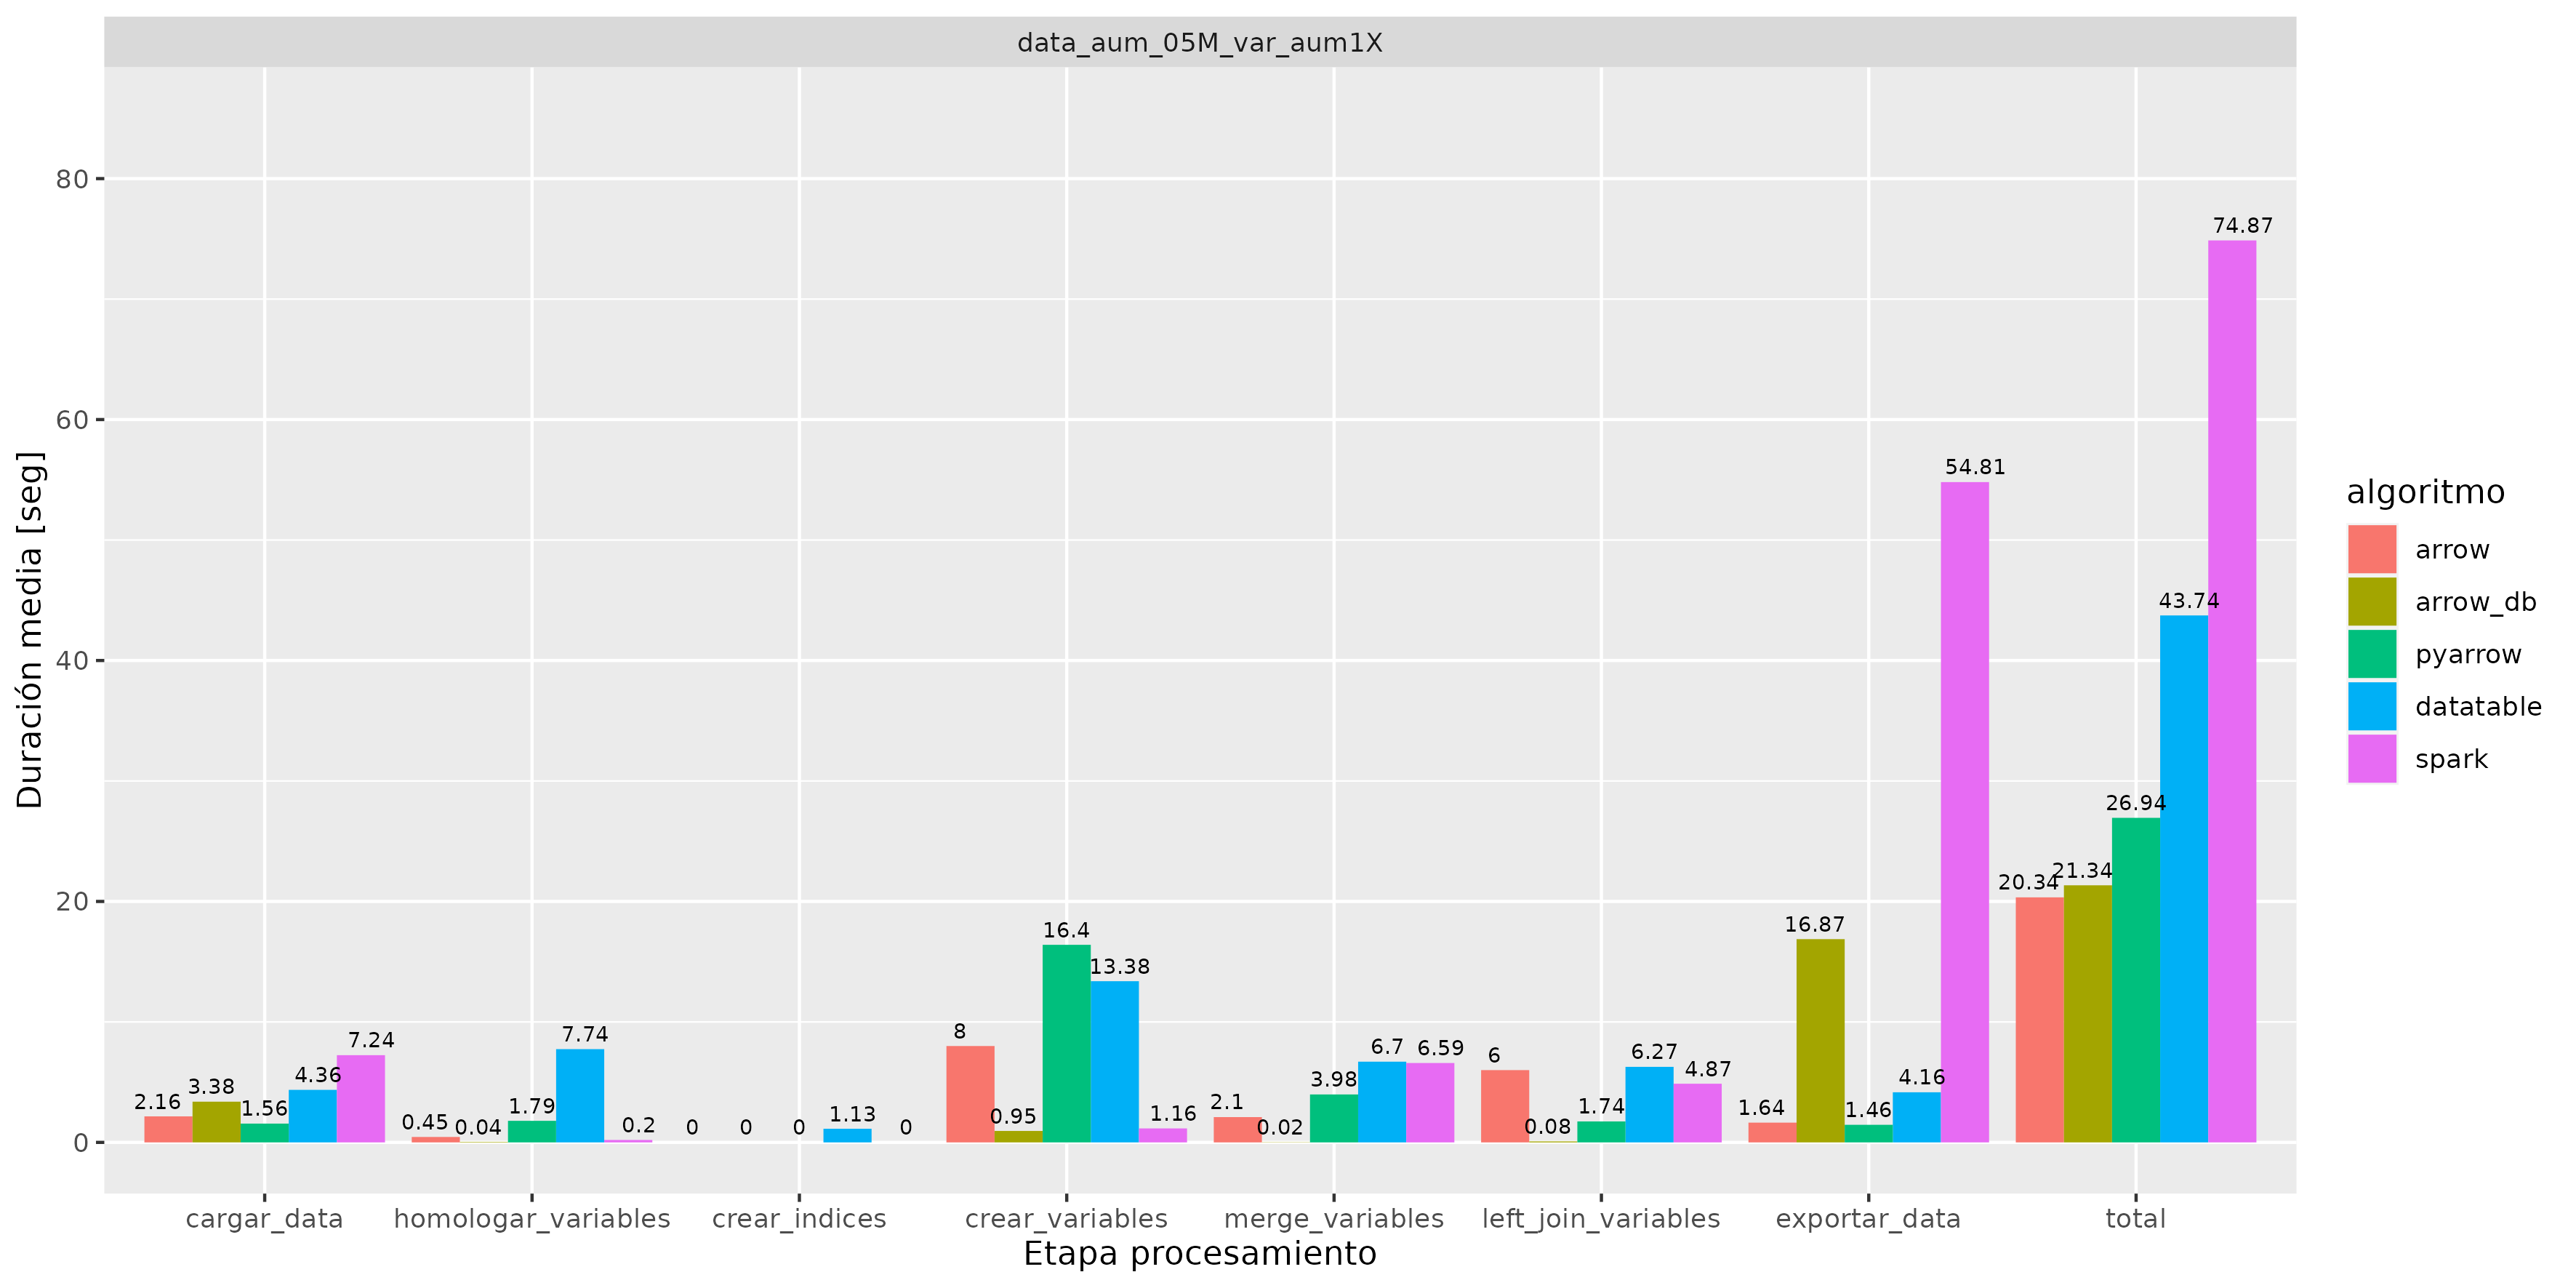 data_aum_05M_var_aum1X
Duración media [seg]
80
60
40
20
0
2.16 3.38 1.56 4.36 7.24
0.45 0.04 1.79 7.74 0.2
0 0 0 1.13 0
8 0.95 16.4 13.38 1.16
2.1 0.02 3.98 6.7 6.59
6 0.08 1.74 6.27 4.87
1.64 16.87 1.46 4.16 54.81
20.34 21.34 26.94 43.74 74.87
cargar_data homologar_variables crear_indices crear_variables merge_variables left_join_variables exportar_data total
Etapa procesamiento
algoritmo
arrow
arrow_db
pyarrow
datatable
spark